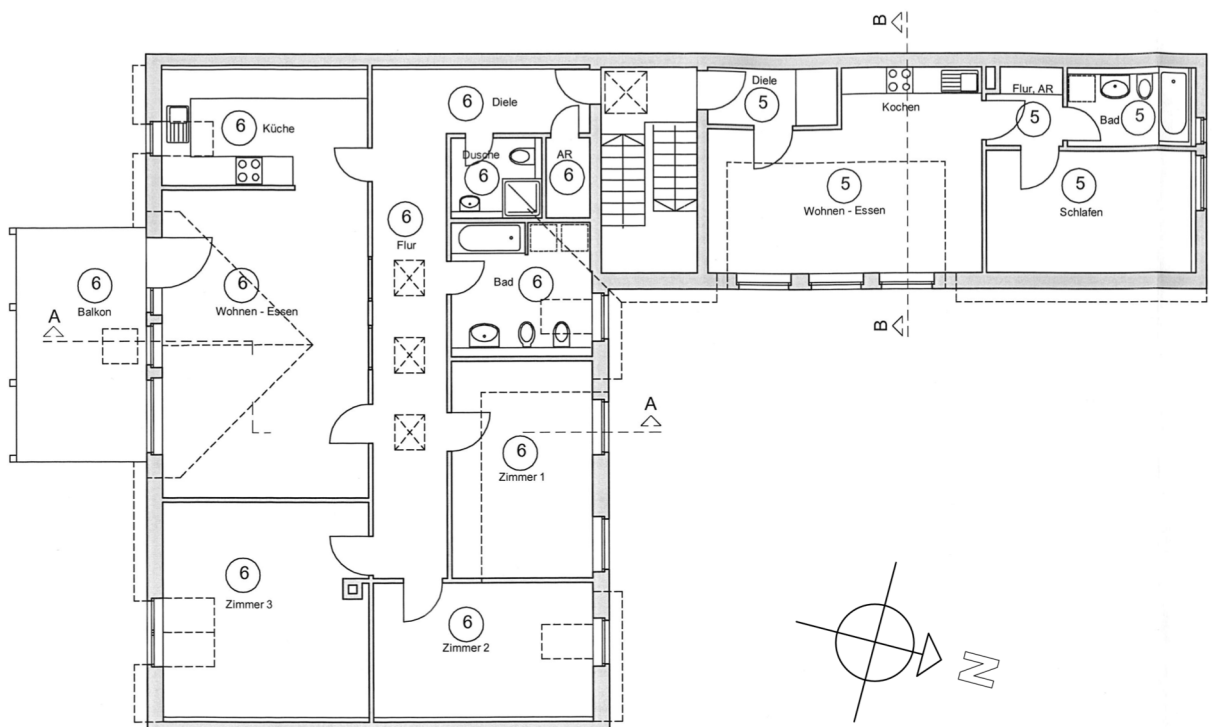 B
Diele
5
Kochen
Flur, AR
5
Bad
5
6
Diele
6
Küche
Dusche
6
AR
6
5
Wohnen - Essen
5
Schlafen
6
Flur
6
Balkon
6
Wohnen - Essen
Bad
6
A
B
A
6
Zimmer 1
6
Zimmer 3
6
Zimmer 2
N